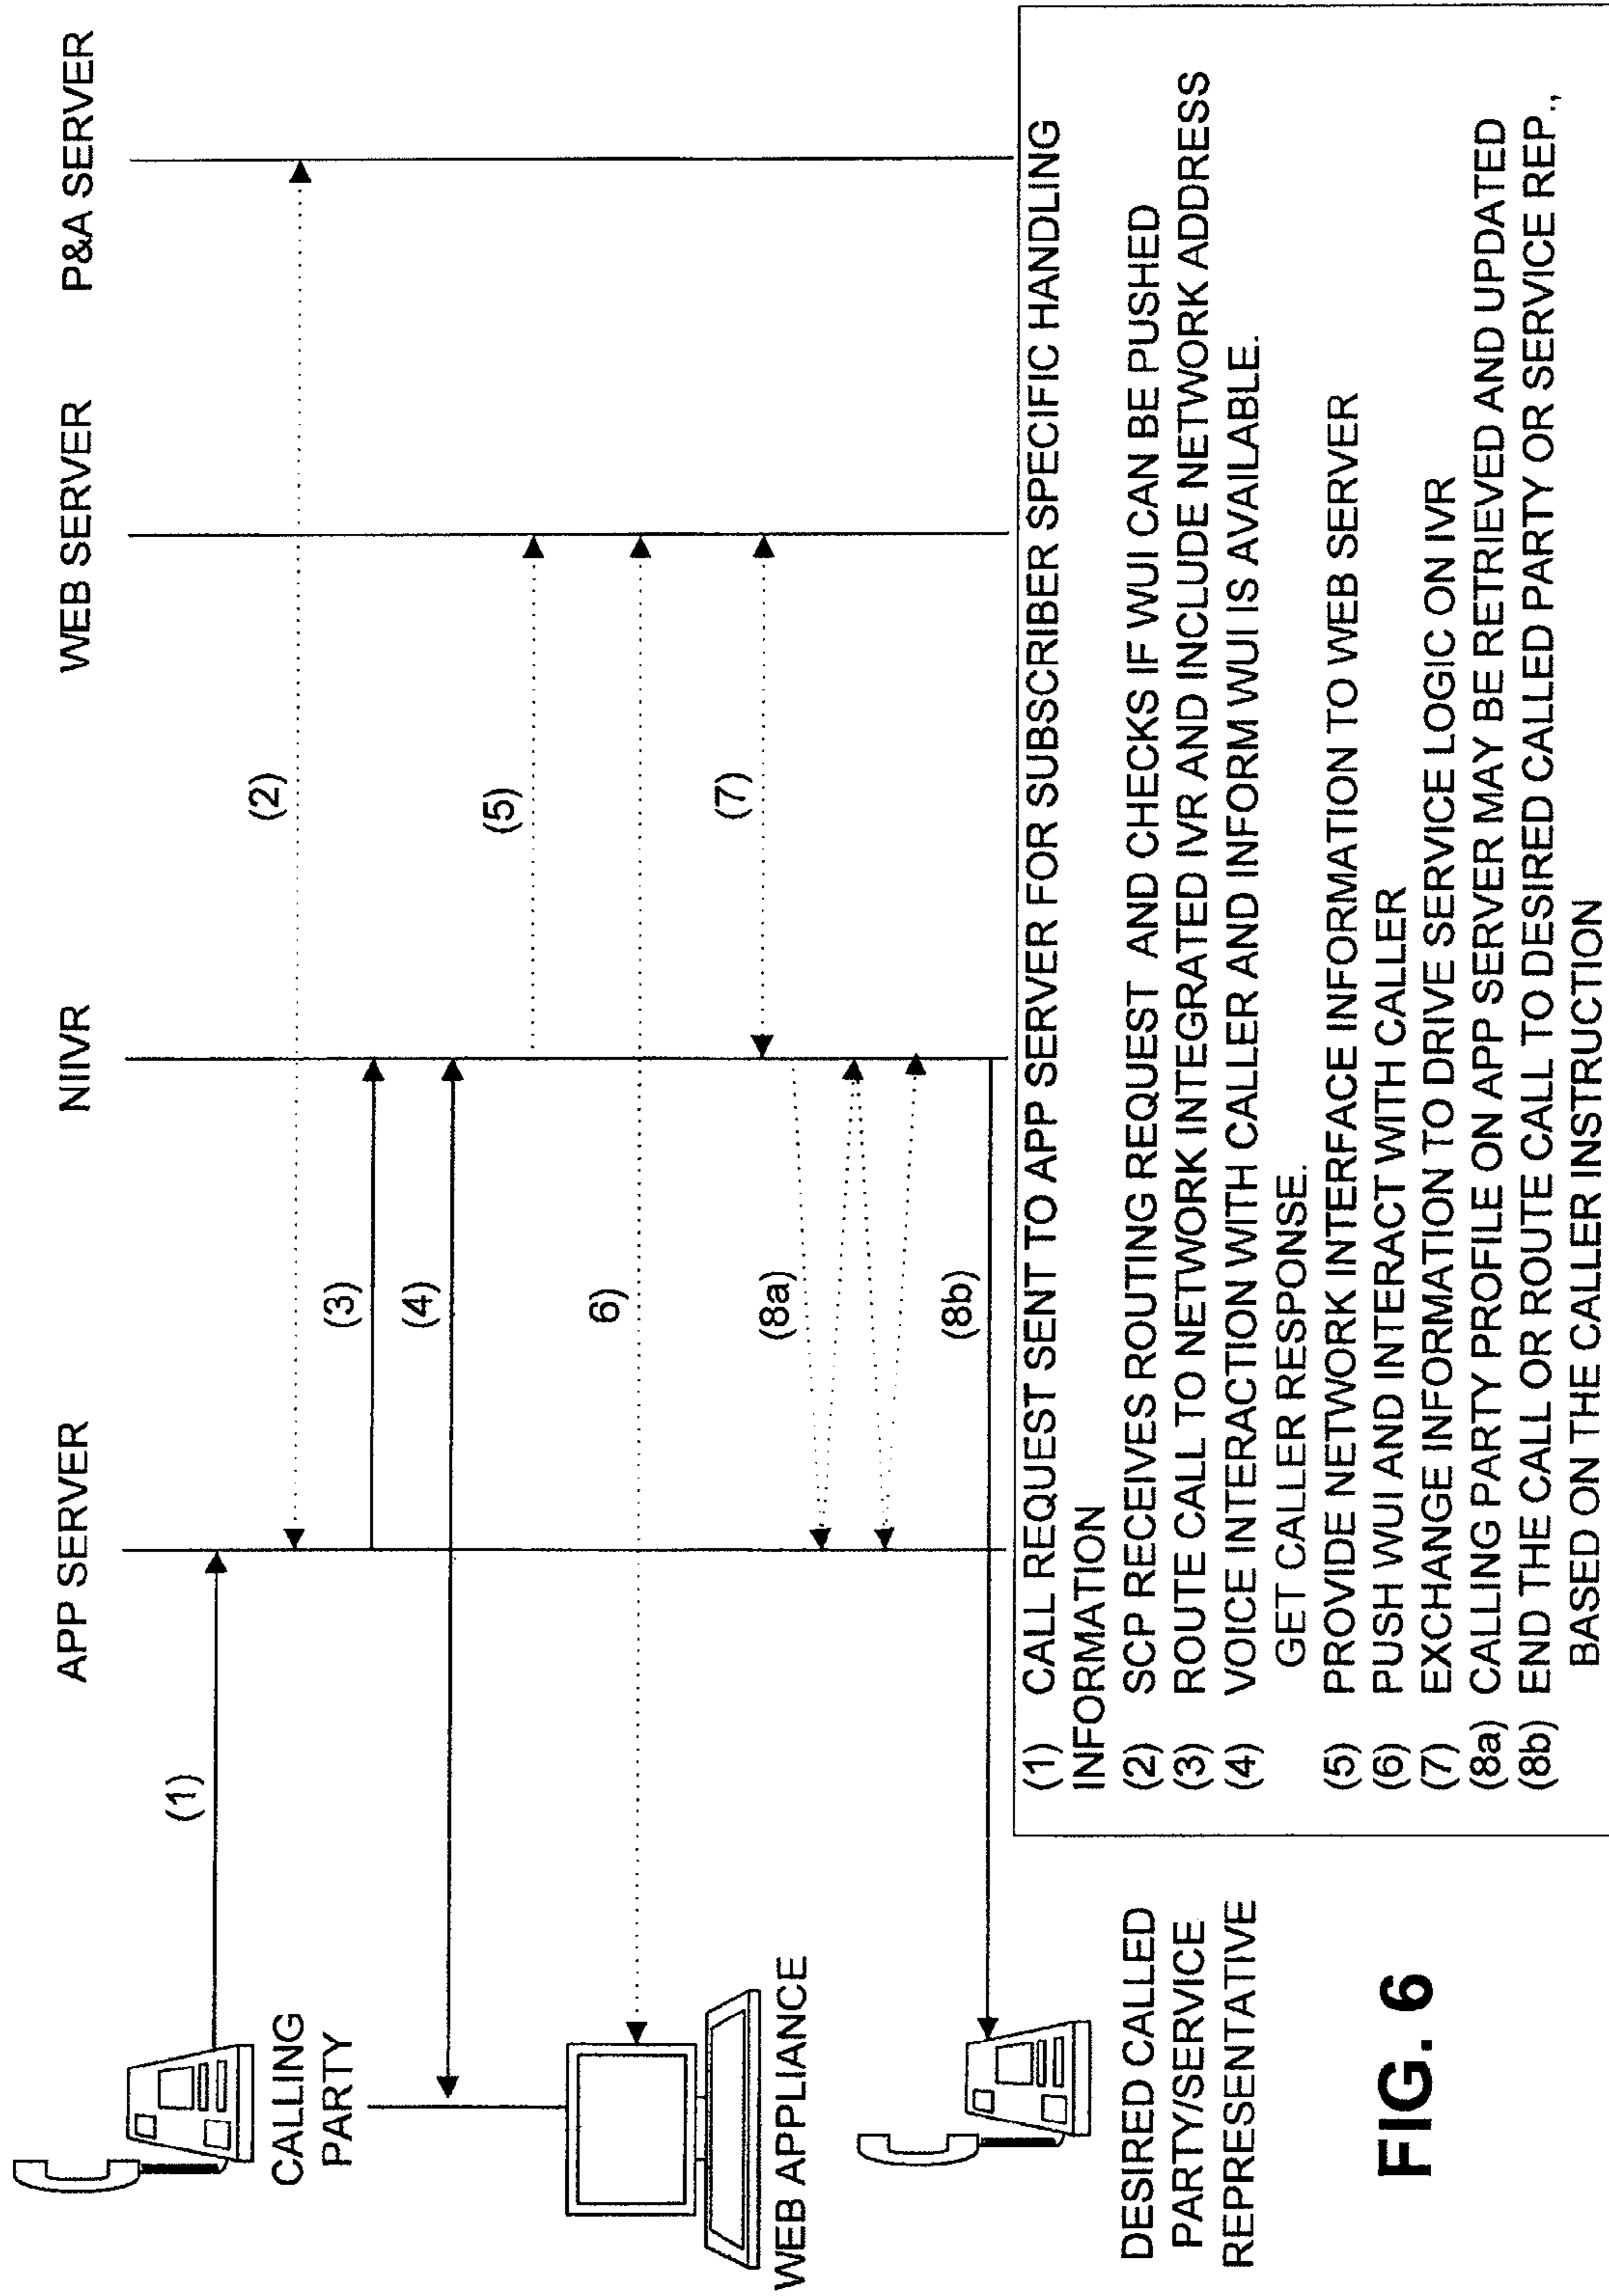 APP SERVER
NIIVR
WEB SERVER
P&A SERVER
(1)
CALLING
PARTY
(2)
(3)
(4)
(5)
6)
WEB APPLIANCE
(7)
(8a)
(8b)
DESIRED CALLED
PARTY/SERVICE
REPRESENTATIVE
(1) CALL REQUEST SENT TO APP SERVER FOR SUBSCRIBER SPECIFIC HANDLING
INFORMATION
(2) SCP RECEIVES ROUTING REQUEST AND CHECKS IF WUI CAN BE PUSHED
(3) ROUTE CALL TO NETWORK INTEGRATED IVR AND INCLUDE NETWORK ADDRESS
(4) VOICE INTERACTION WITH CALLER AND INFORM WUI IS AVAILABLE.
GET CALLER RESPONSE.
(5) PROVIDE NETWORK INTERFACE INFORMATION TO WEB SERVER
(6) PUSH WUI AND INTERACT WITH CALLER
(7) EXCHANGE INFORMATION TO DRIVE SERVICE LOGIC ON IVR
(8a) CALLING PARTY PROFILE ON APP SERVER MAY BE RETRIEVED AND UPDATED
(8b) END THE CALL OR ROUTE CALL TO DESIRED CALLED PARTY OR SERVICE REP.,
BASED ON THE CALLER INSTRUCTION
FIG. 6